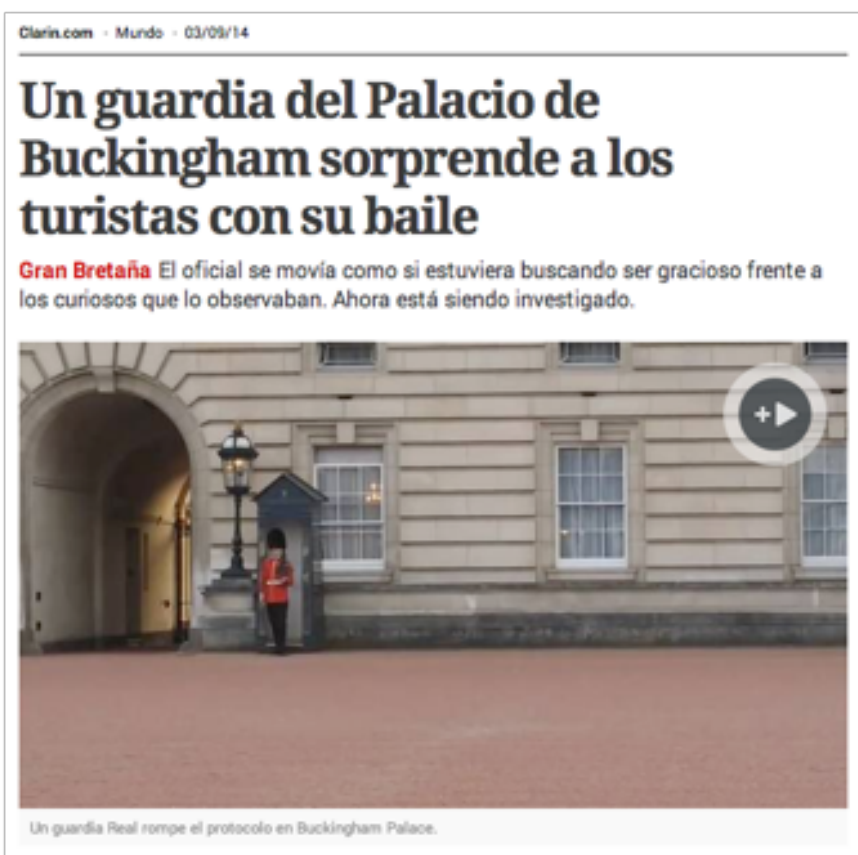 Clarin.com - Mundo - 03/09/14
Un guardia del Palacio de
Buckingham sorprende a los
turistas con su baile
Gran Bretaña El oficial se movía como si estuviera buscando ser gracioso frente a
los curiosos que lo observaban. Ahora está siendo investigado.
Un guardia Real rompe el protocolo en Buckingham Palace.